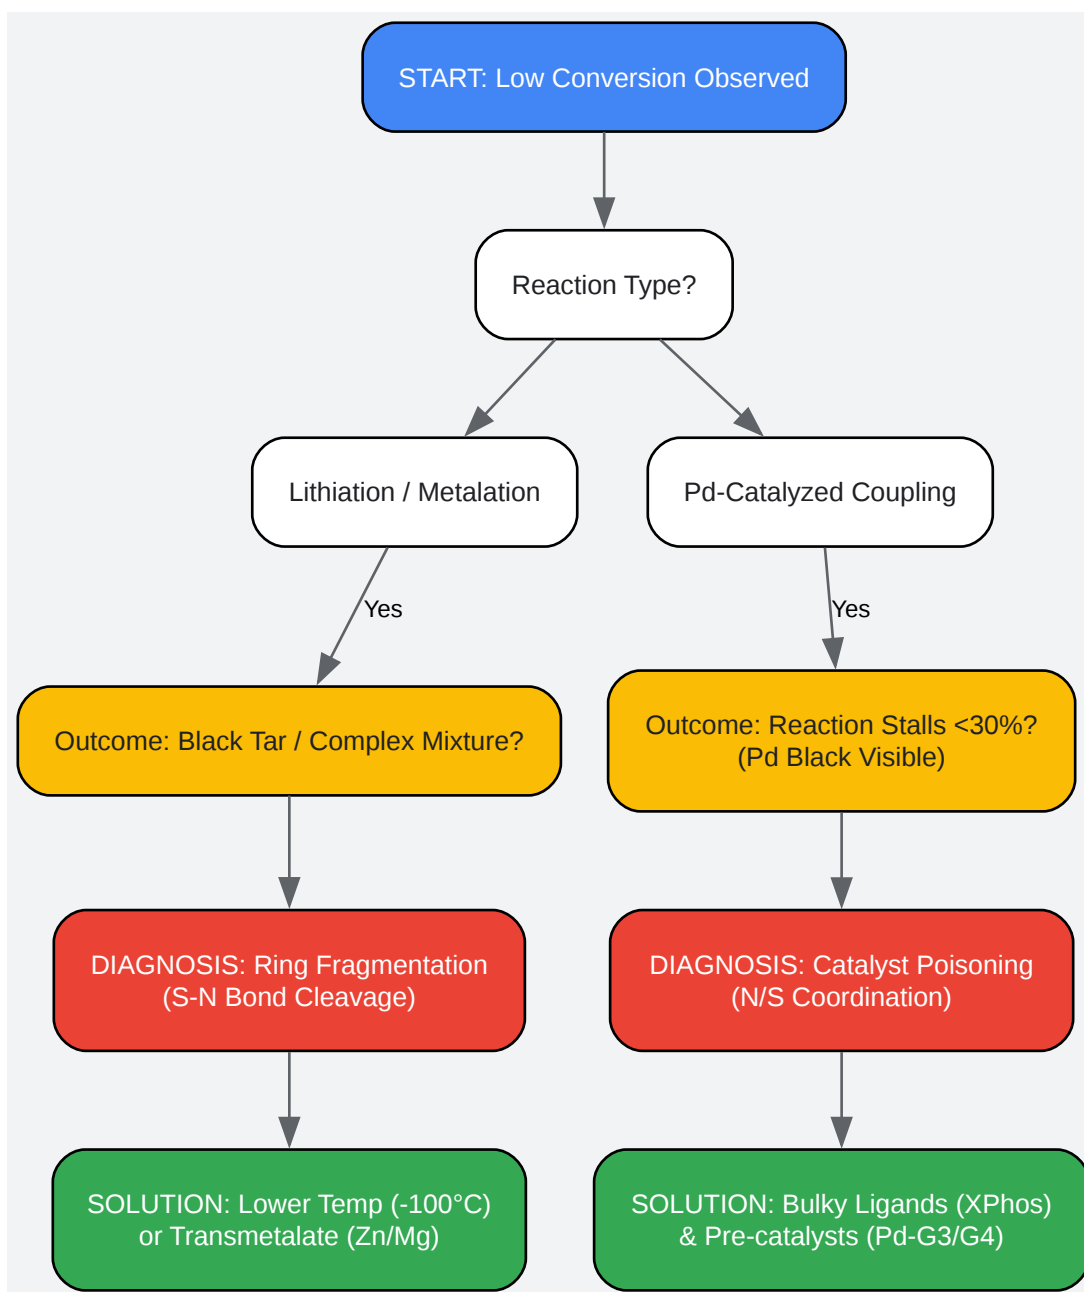 START: Low Conversion Observed
Reaction Type?
Lithiation / Metalation
Pd-Catalyzed Coupling
Yes
Yes
Outcome: Black Tar / Complex Mixture?
Outcome: Reaction Stalls <30%?
(Pd Black Visible)
DIAGNOSIS: Ring Fragmentation
(S-N Bond Cleavage)
DIAGNOSIS: Catalyst Poisoning
(N/S Coordination)
SOLUTION: Lower Temp (-100°C)
or Transmetalate (Zn/Mg)
SOLUTION: Bulky Ligands (XPhos)
& Pre-catalysts (Pd-G3/G4)